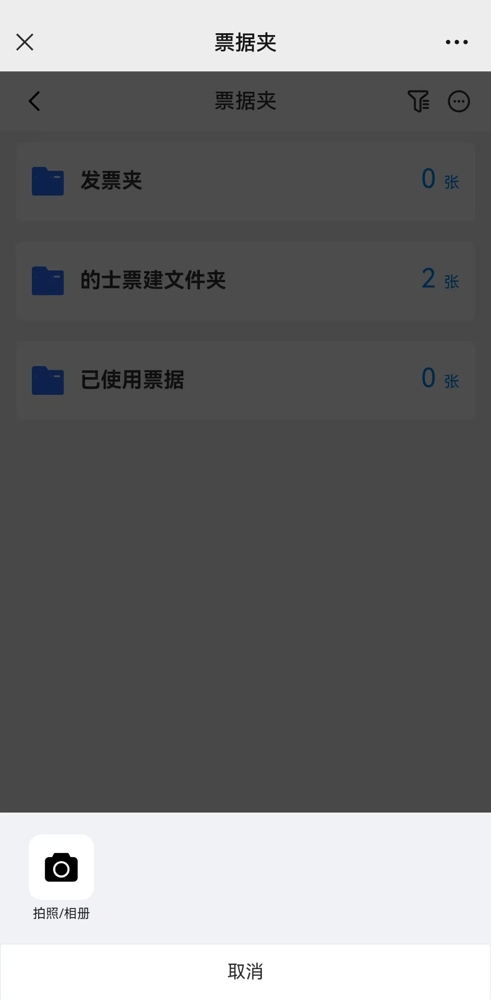 票据夹
票据夹
发票夹 0 张
的士票建文件夹 2 张
已使用票据 0 张
拍照/相册
取消